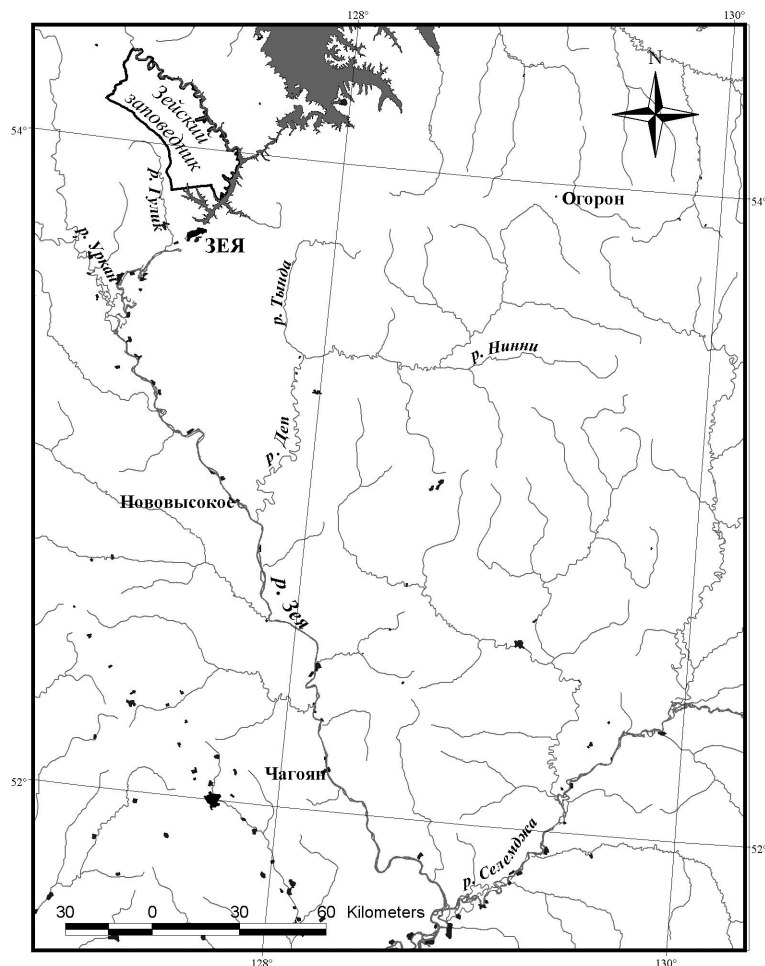 128°
130°
N
54°
Зейский
заповедник
54°
Огорон
р. Гулик
р. Уркан
ЗЕЯ
р. Тында
р. Нинни
р. Деп
Нововысокое
р. Зея
52°
Чагоян
52°
р. Селемджа
30 0 30 60 Kilometers
128°
130°